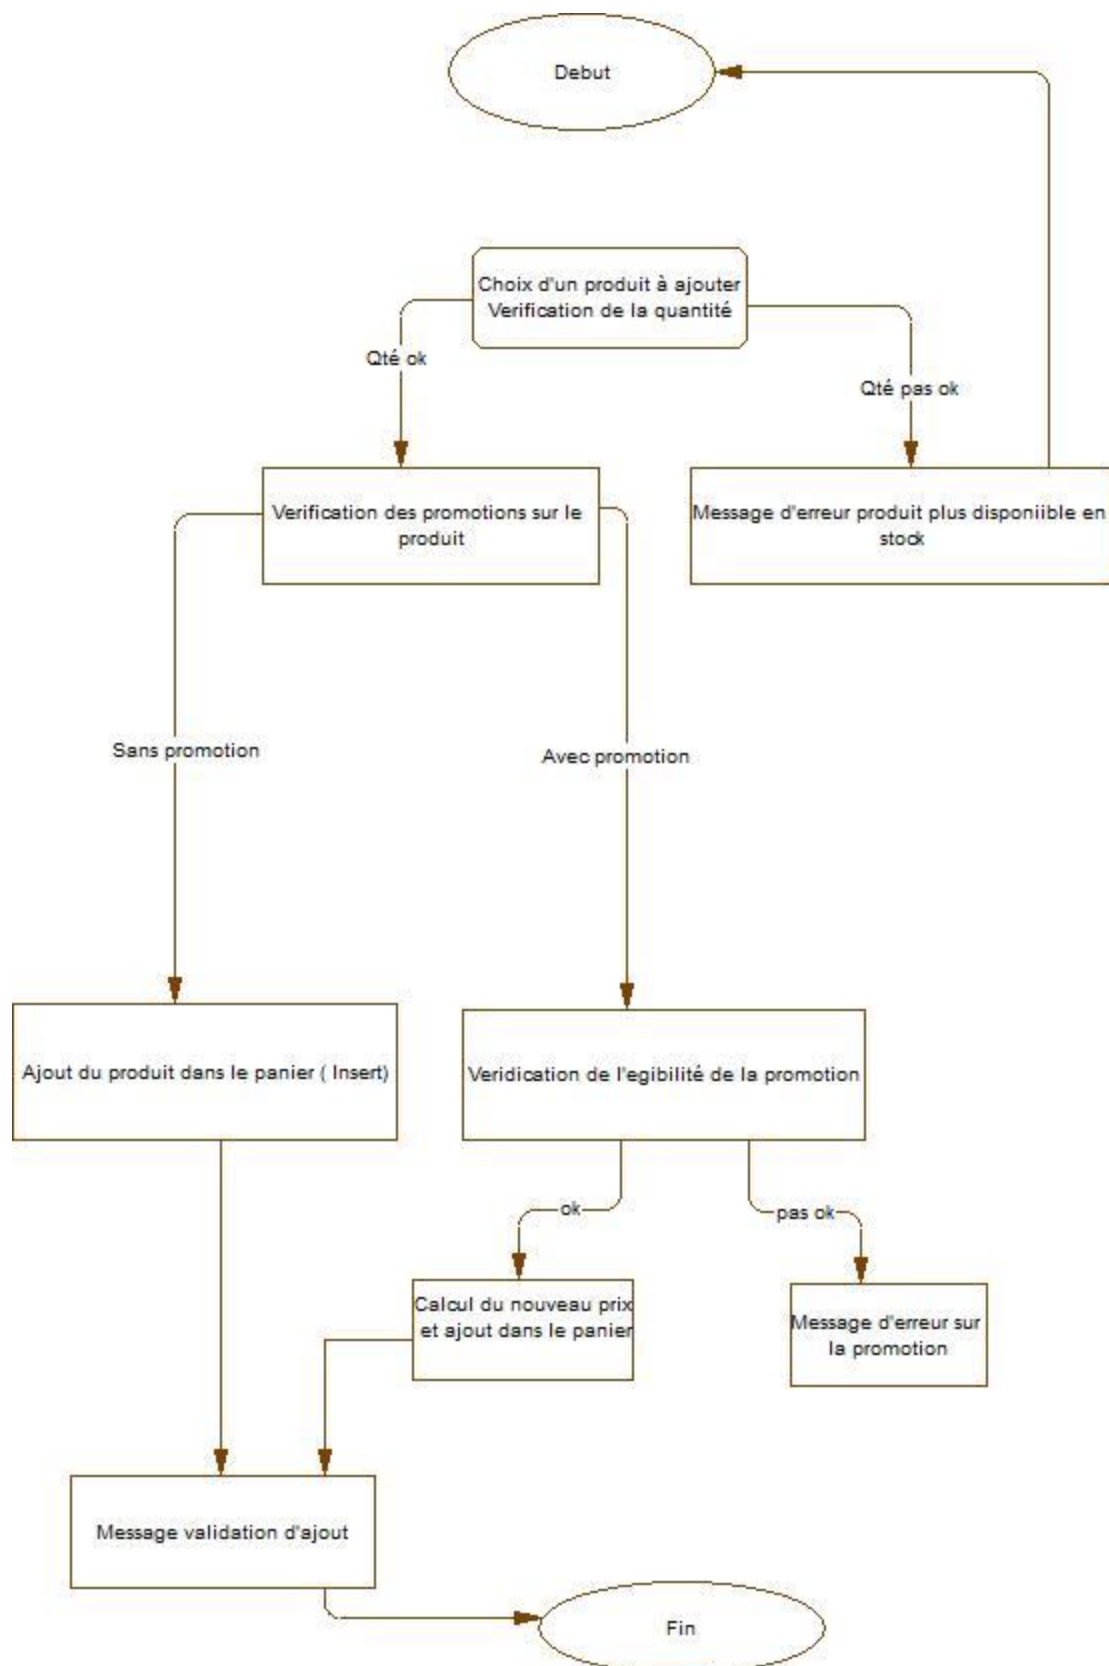 Debut
Choix d'un produit à ajouter
Verification de la quantité
Qté ok
Qté pas ok
Verification des promotions sur le
produit
Message d'erreur produit plus disponiible en
stock
Sans promotion
Avec promotion
Ajout du produit dans le panier ( Insert)
Veridication de l'egibilité de la promotion
ok
pas ok
Calcul du nouveau prix
et ajout dans le panier
Message d'erreur sur
la promotion
Message validation d'ajout
Fin